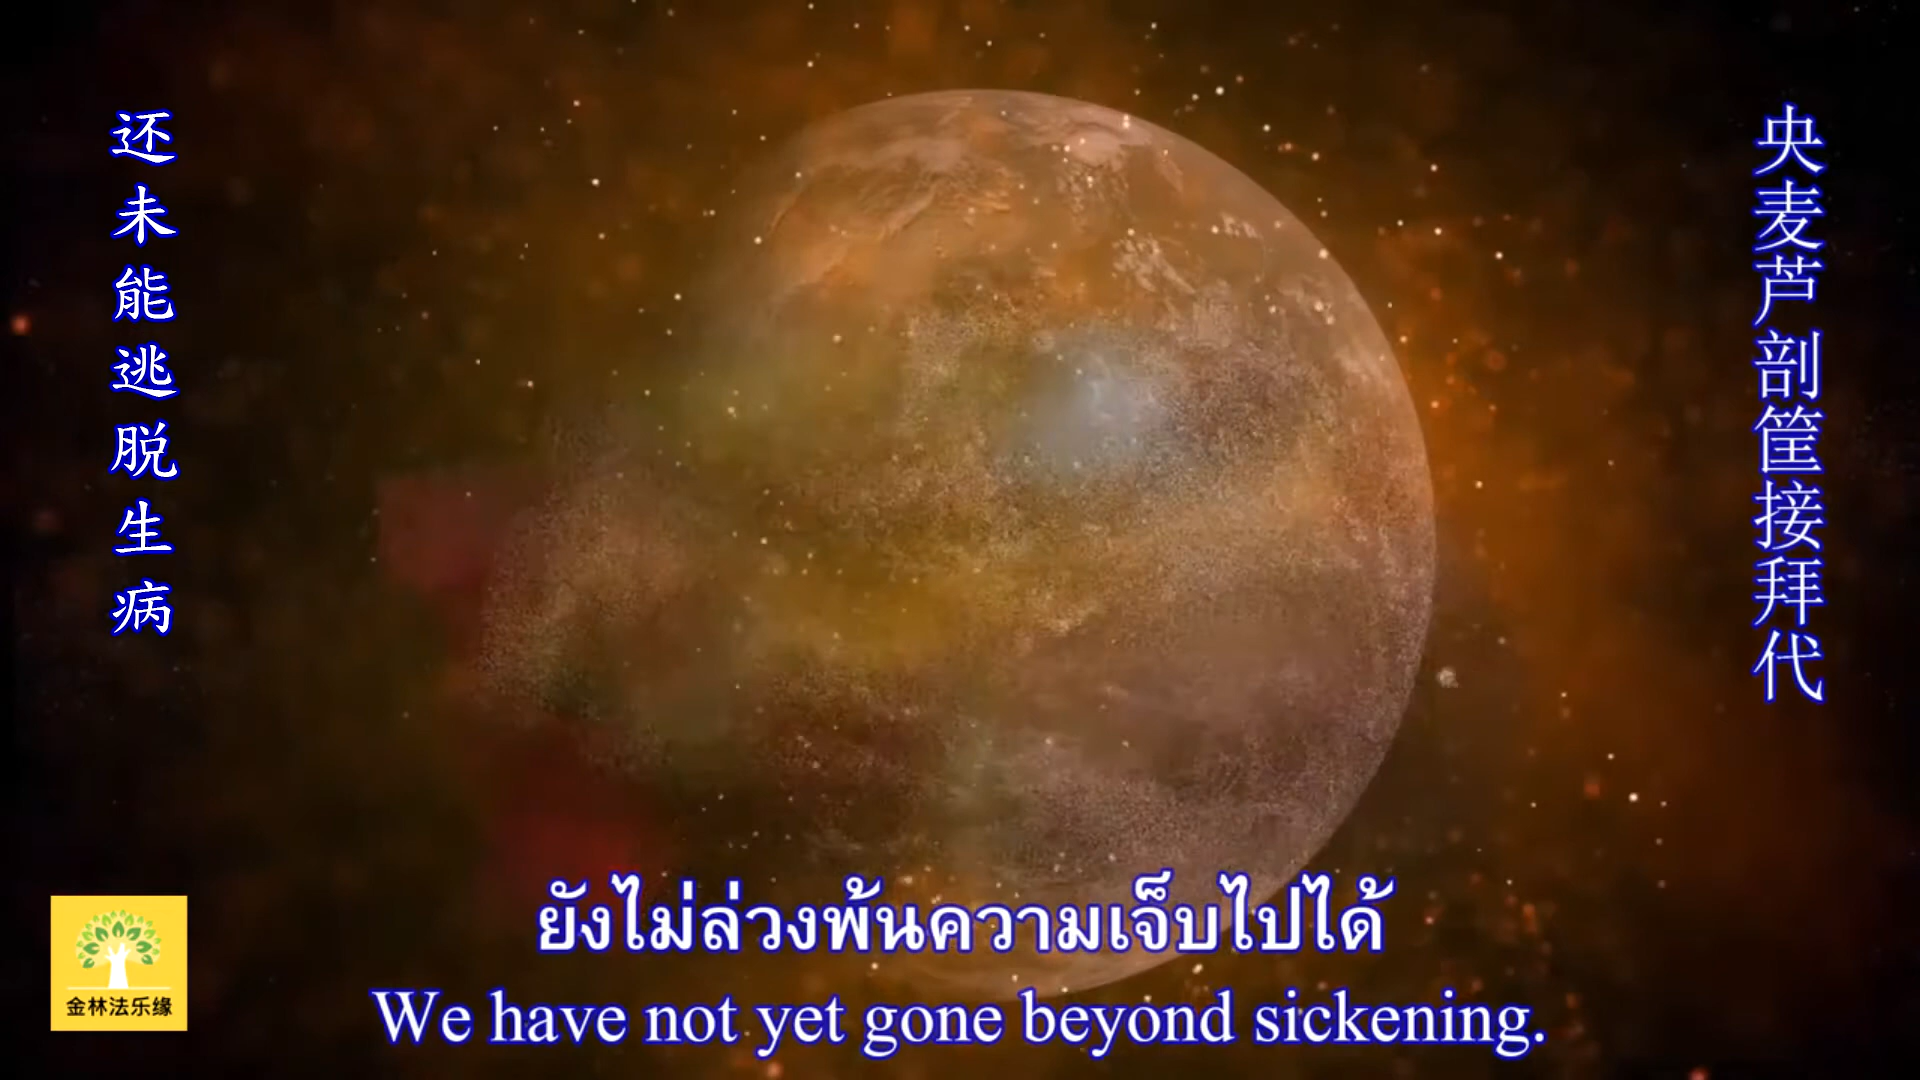 还未能逃脱生病
央麦芦剖筐接拜代
ยังไม่ล่วงพ้นความเจ็บไปได้
We have not yet gone beyond sickening.
金林法乐缘